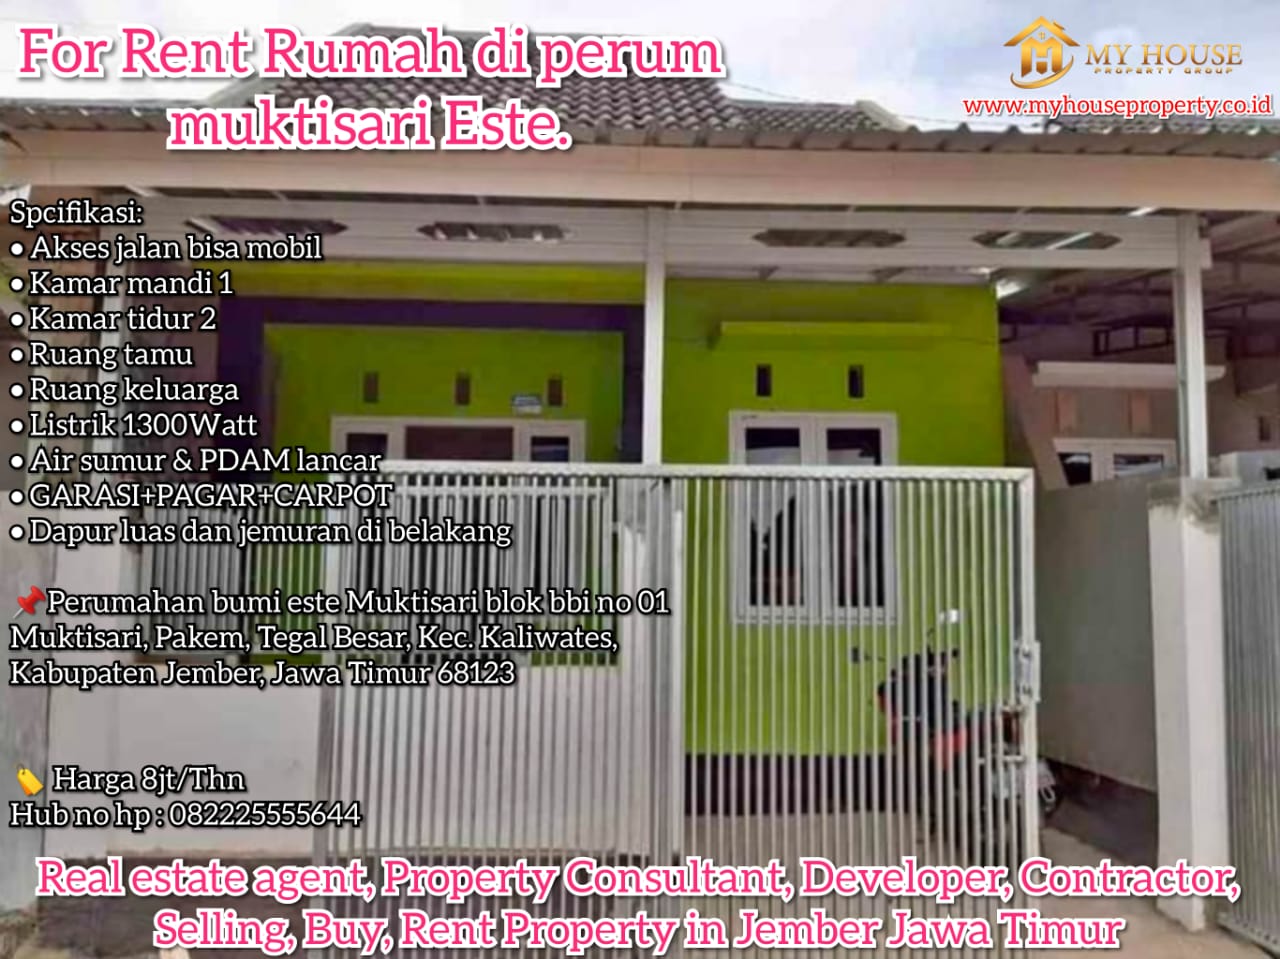 For Rent Rumah di perum
muktisari Este.
MY HOUSE
PROPERTY GROUP
www.myhouseproperty.co.id
Spcifikasi:
• Akses jalan bisa mobil
• Kamar mandi 1
• Kamar tidur 2
• Ruang tamu
• Ruang keluarga
• Listrik 1300Watt
• Air sumur & PDAM lancar
• GARASI+PAGAR+CARPOT
• Dapur luas dan jemuran di belakang
📌Perumahan bumi este Muktisari blok bbi no 01
Muktisari, Pakem, Tegal Besar, Kec. Kaliwates,
Kabupaten Jember, Jawa Timur 68123
🏷️ Harga 8jt/Thn
Hub no hp : 082225555644
Real estate agent, Property Consultant, Developer, Contractor,
Selling, Buy, Rent Property in Jember Jawa Timur